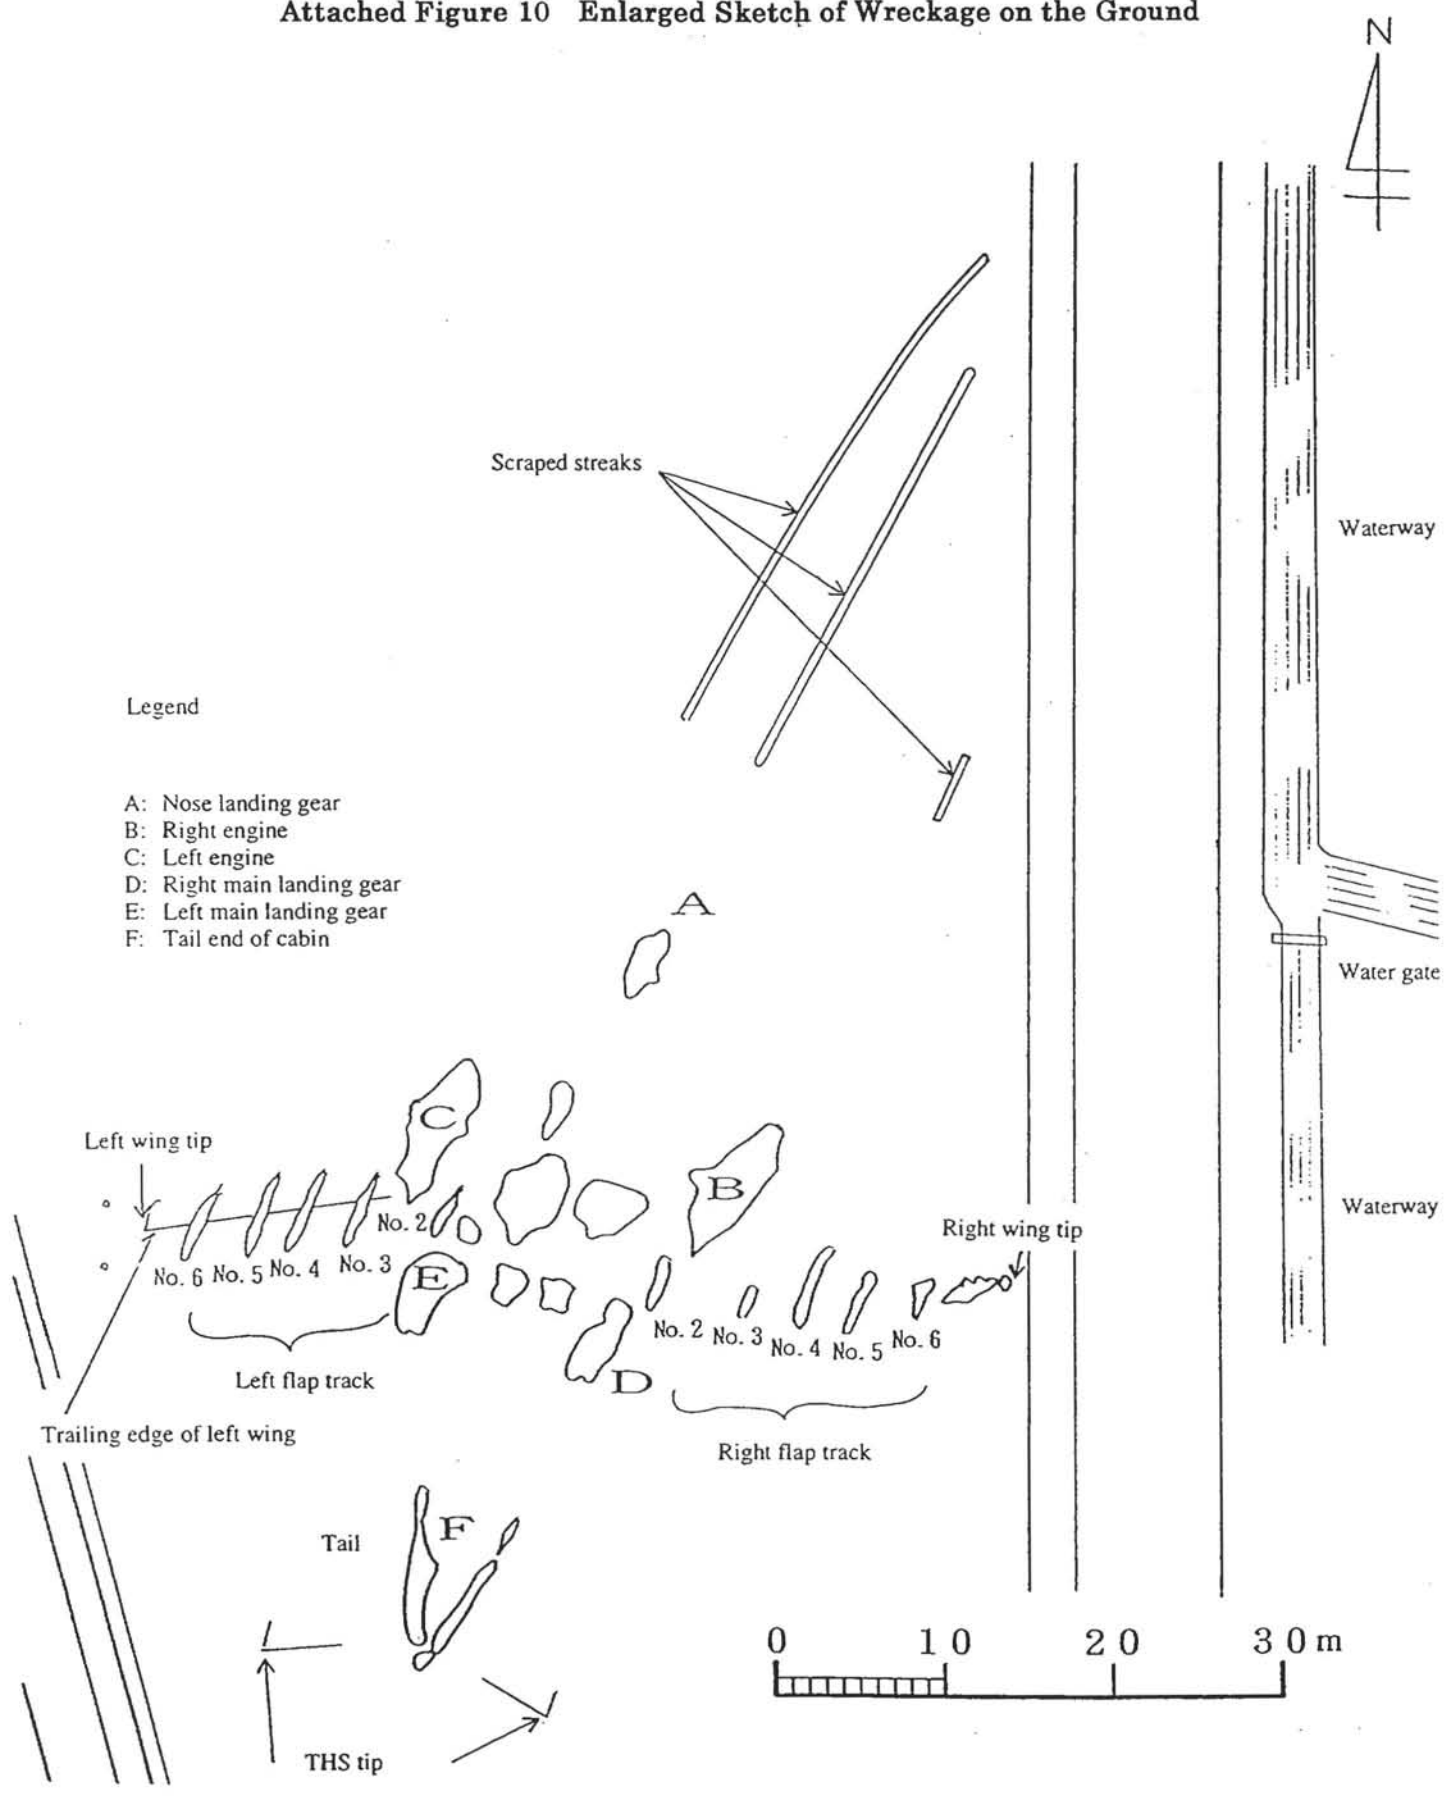 Attached Figure 10 Enlarged Sketch of Wreckage on the Ground
N
Scraped streaks
Waterway
Legend
A: Nose landing gear
B: Right engine
C: Left engine
D: Right main landing gear
E: Left main landing gear
F: Tail end of cabin
A
Water gate
C
Left wing tip
B
Waterway
No. 2
Right wing tip
No. 6 No. 5 No. 4 No. 3
E
No. 2 No. 3 No. 4 No. 5 No. 6
Left flap track
D
Trailing edge of left wing
Right flap track
F
Tail
0 10 20 30m
THS tip